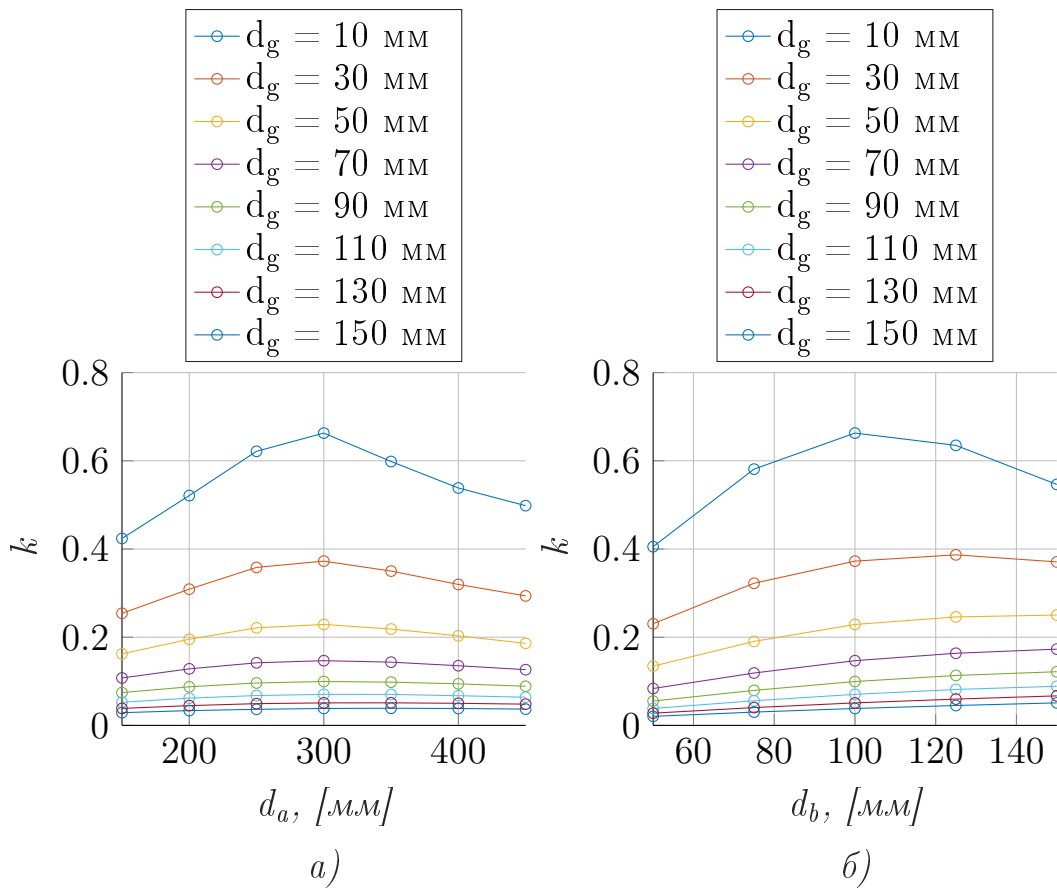 d_g = 10 мм
d_g = 30 мм
d_g = 50 мм
d_g = 70 мм
d_g = 90 мм
d_g = 110 мм
d_g = 130 мм
d_g = 150 мм
0.8
0.6
0.4
0.2
0
k
200 300 400
d_a, [мм]
а)
d_g = 10 мм
d_g = 30 мм
d_g = 50 мм
d_g = 70 мм
d_g = 90 мм
d_g = 110 мм
d_g = 130 мм
d_g = 150 мм
0.8
0.6
0.4
0.2
0
k
60 80 100 120 140
d_b, [мм]
б)